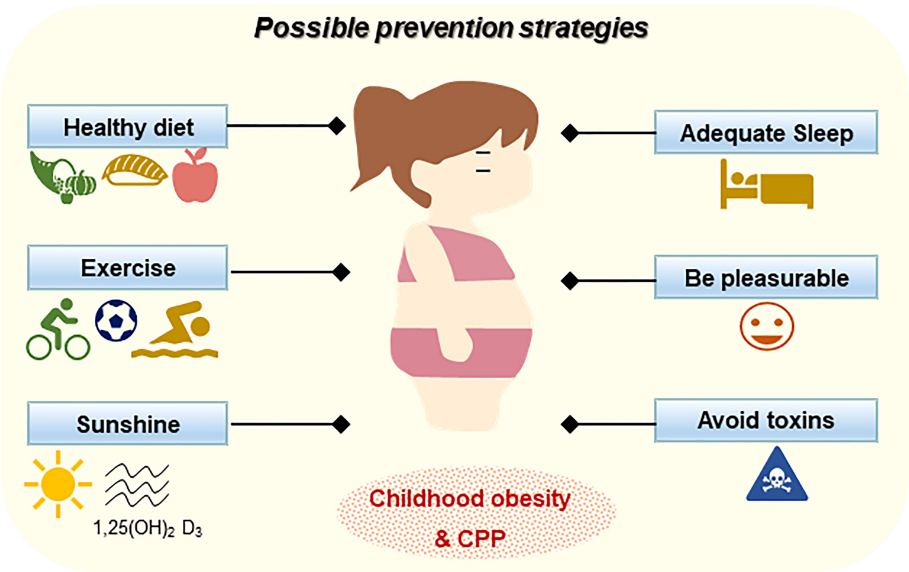 Possible prevention strategies
Healthy diet
Adequate Sleep
Exercise
Be pleasurable
Sunshine
Avoid toxins
1,25(OH)₂ D₃
Childhood obesity
& CPP